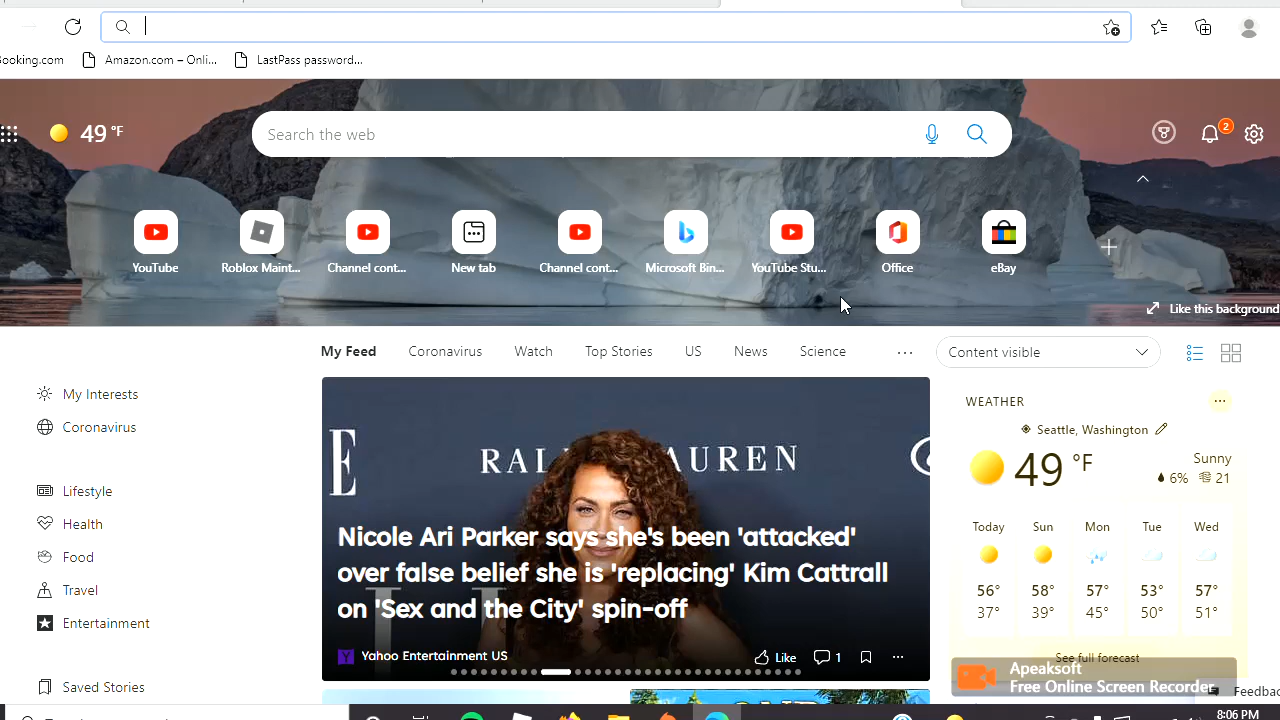 Booking.com
Amazon.com – Onli...
LastPass password...
49 °F
Search the web
2
YouTube
Roblox Maint...
Channel cont...
New tab
Channel cont...
Microsoft Bin...
YouTube Stu...
Office
eBay
Like this background
My Feed
Coronavirus
Watch
Top Stories
US
News
Science
Content visible
My Interests
Coronavirus
Lifestyle
Health
Food
Travel
Entertainment
Saved Stories
E
RALPH LAUREN
Nicole Ari Parker says she's been 'attacked'
over false belief she is 'replacing' Kim Cattrall
on 'Sex and the City' spin-off
Yahoo Entertainment US
Like
1
WEATHER
Seattle, Washington
49 °F
Sunny
6% 21
Today Sun Mon Tue Wed
56° 58° 57° 53° 57°
37° 39° 45° 50° 51°
See full forecast
Apeaksoft
Free Online Screen Recorder
Feedbac
8:06 PM